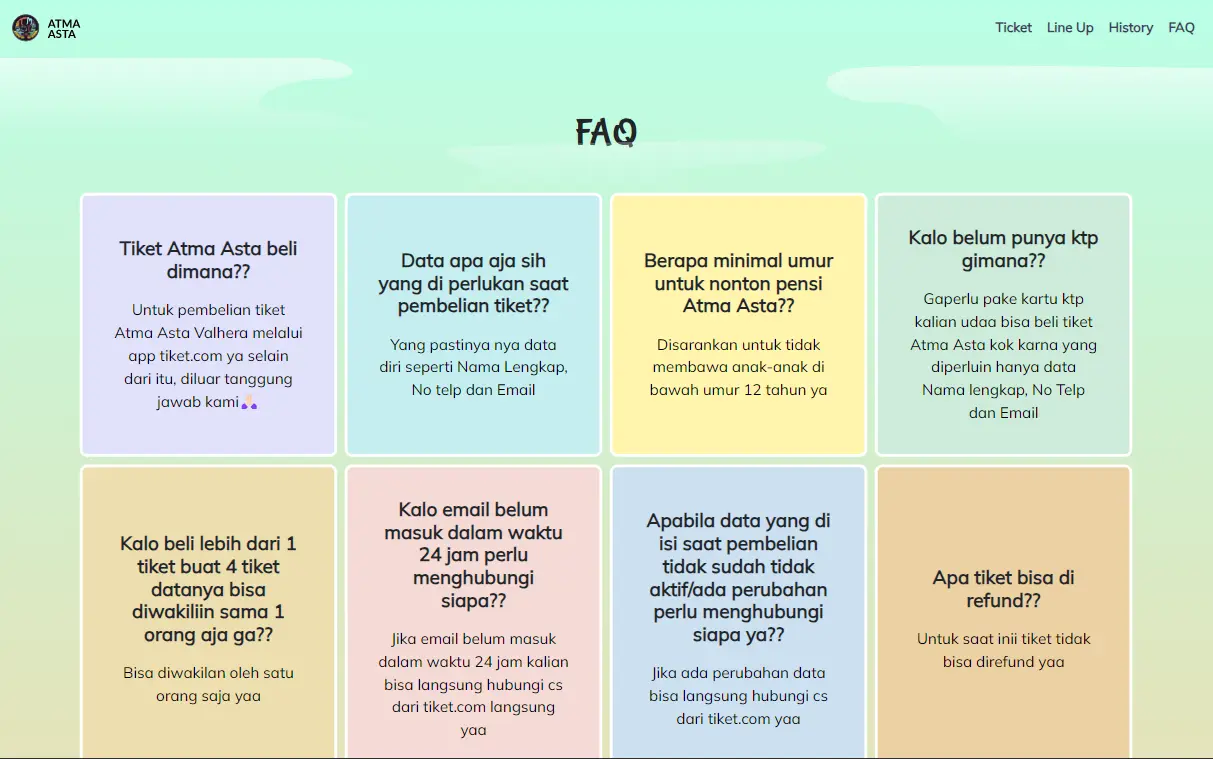 ATMA
ASTA
Ticket Line Up History FAQ
FAQ
Tiket Atma Asta beli
dimana??
Untuk pembelian tiket
Atma Asta Valhera melalui
app tiket.com ya selain
dari itu, diluar tanggung
jawab kami🙏🏻
Data apa aja sih
yang di perlukan saat
pembelian tiket??
Yang pastinya nya data
diri seperti Nama Lengkap,
No telp dan Email
Berapa minimal umur
untuk nonton pensi
Atma Asta??
Disarankan untuk tidak
membawa anak-anak di
bawah umur 12 tahun ya
Kalo belum punya ktp
gimana??
Gaperlu pake kartu ktp
kalian udaa bisa beli tiket
Atma Asta kok karna yang
diperluin hanya data
Nama lengkap, No Telp
dan Email
Kalo beli lebih dari 1
tiket buat 4 tiket
datanya bisa
diwakiliin sama 1
orang aja ga??
Bisa diwakilan oleh satu
orang saja yaa
Kalo email belum
masuk dalam waktu
24 jam perlu
menghubungi
siapa??
Jika email belum masuk
dalam waktu 24 jam kalian
bisa langsung hubungi cs
dari tiket.com langsung
yaa
Apabila data yang di
isi saat pembelian
tidak sudah tidak
aktif/ada perubahan
perlu menghubungi
siapa ya??
Jika ada perubahan data
bisa langsung hubungi cs
dari tiket.com yaa
Apa tiket bisa di
refund??
Untuk saat inii tiket tidak
bisa direfund yaa